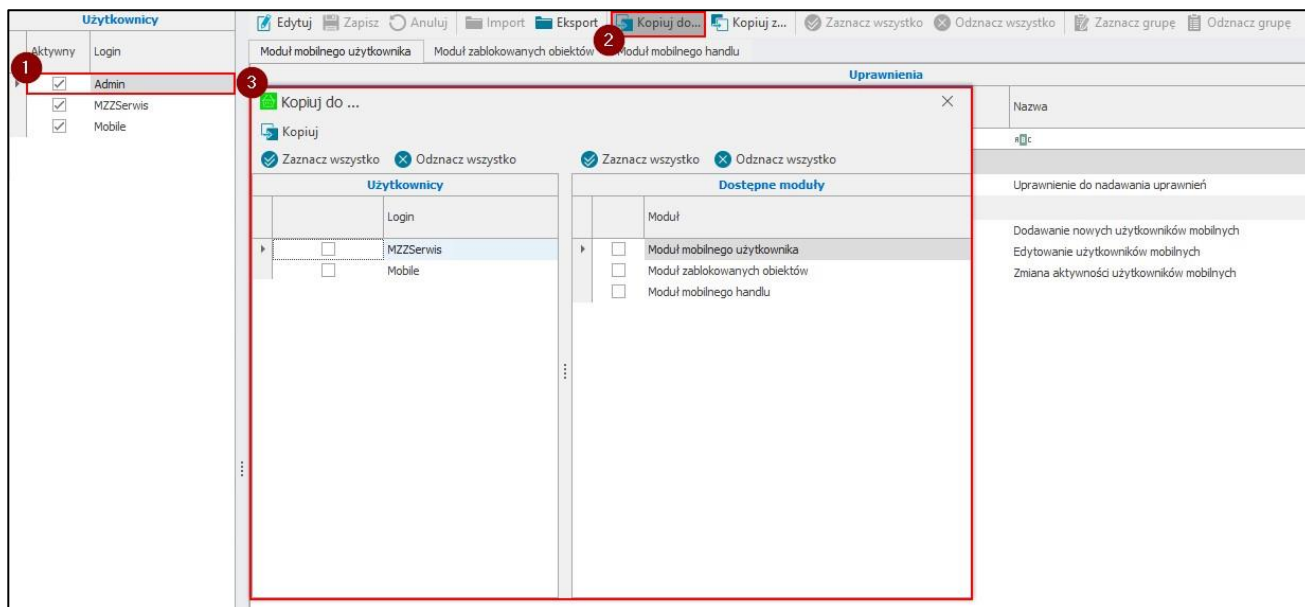 Użytkownicy
Edytuj Zapisz Anuluj Import Eksport Kopiuj do... Kopiuj z... Zaznacz wszystko Odznacz wszystko Zaznacz grupę Odznacz grupę
2
Aktywny Login
Moduł mobilnego użytkownika Moduł zablokowanych obiektów Moduł mobilnego handlu
1
Uprawnienia
Admin
3
MZZSerwis
Mobile
Kopiuj do ...
Nazwa
Kopiuj
Zaznacz wszystko Odznacz wszystko Zaznacz wszystko Odznacz wszystko
Użytkownicy Dostępne moduły
Uprawnienie do nadawania uprawnień
Login Moduł
Dodawanie nowych użytkowników mobilnych
MZZSerwis Moduł mobilnego użytkownika
Edytowanie użytkowników mobilnych
Mobile Moduł zablokowanych obiektów
Zmiana aktywności użytkowników mobilnych
Moduł mobilnego handlu